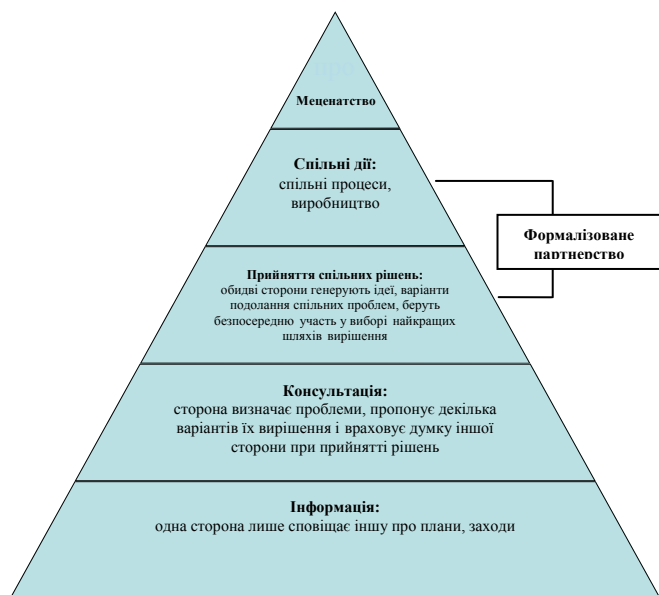 про
Меценатство
Спільні дії:
спільні процеси,
виробництво
Формалізоване
партнерство
Прийняття спільних рішень:
обидві сторони генерують ідеї, варіанти
подолання спільних проблем, беруть
безпосередню участь у виборі найкращих
шляхів вирішення
Консультація:
сторона визначає проблеми, пропонує декілька
варіантів їх вирішення і враховує думку іншої
сторони при прийнятті рішень
Інформація:
одна сторона лише сповіщає іншу про плани, заходи